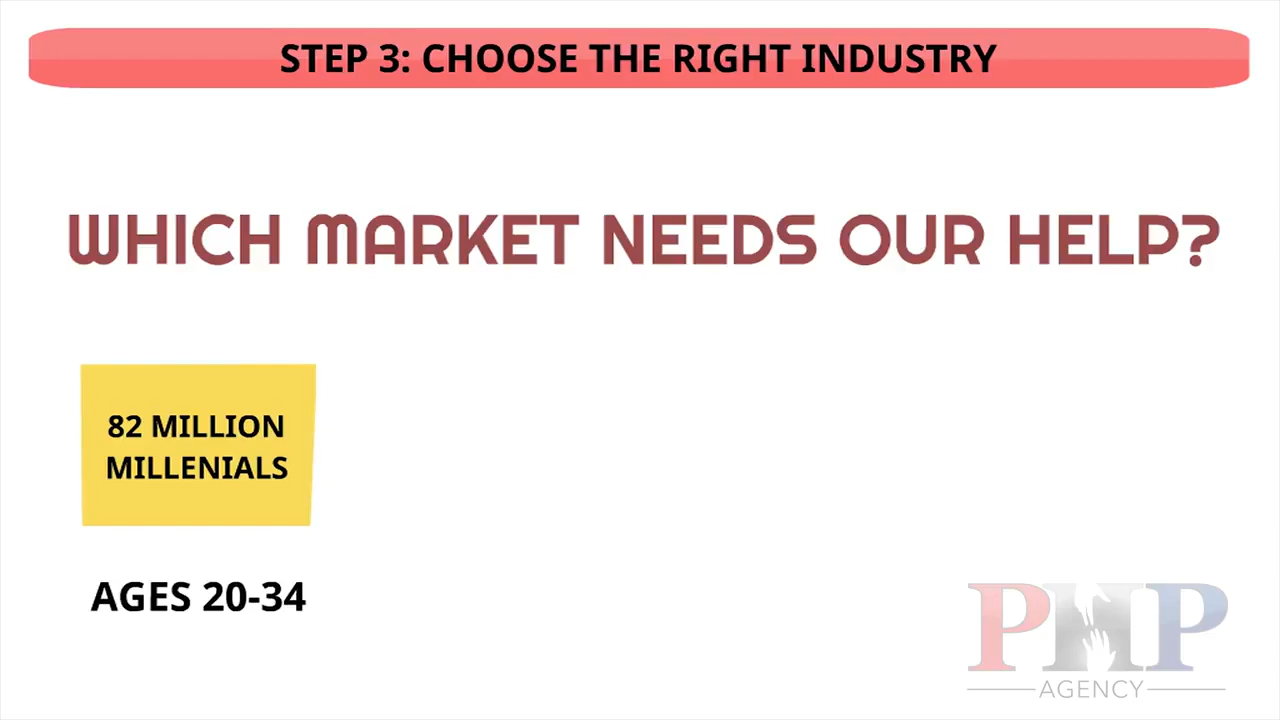 STEP 3: CHOOSE THE RIGHT INDUSTRY
WHICH MARKET NEEDS OUR HELP?
82 MILLION
MILLENIALS
AGES 20-34
PHP
AGENCY